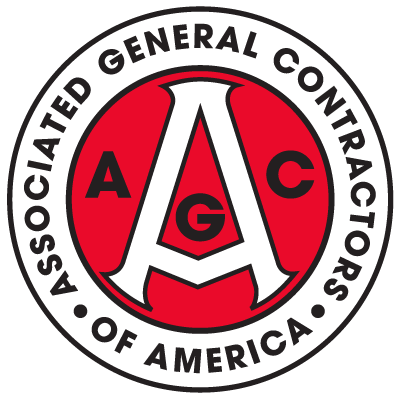 ASSOCIATED GENERAL CONTRACTORS
• OF AMERICA •
A
A G C